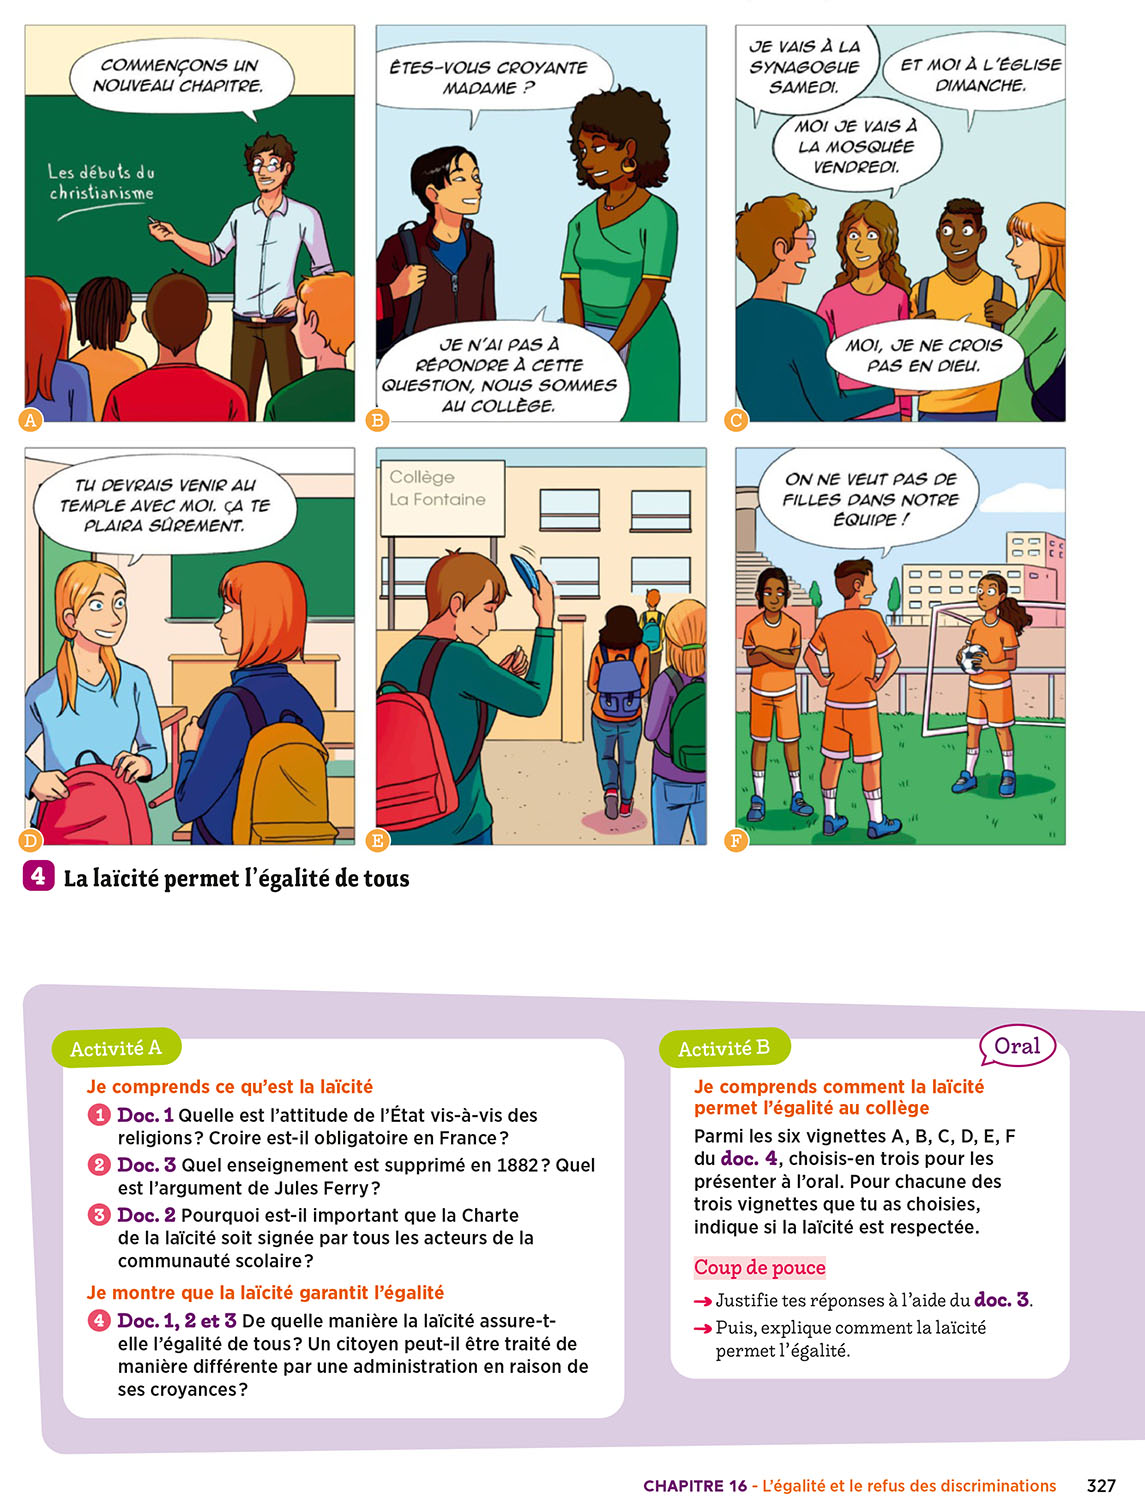 COMMENÇONS UN
NOUVEAU CHAPITRE.
Les débuts du
christianisme
A
ÊTES-VOUS CROYANTE
MADAME ?
JE N'AI PAS À
RÉPONDRE À CETTE
QUESTION, NOUS SOMMES
AU COLLÈGE.
B
JE VAIS À LA
SYNAGOGUE
SAMEDI.
ET MOI À L'ÉGLISE
DIMANCHE.
MOI JE VAIS À
LA MOSQUÉE
VENDREDI.
MOI, JE NE CROIS
PAS EN DIEU.
C
TU DEVRAIS VENIR AU
TEMPLE AVEC MOI. ÇA TE
PLAIRA SÛREMENT.
D
Collège
La Fontaine
E
ON NE VEUT PAS DE
FILLES DANS NOTRE
ÉQUIPE !
F
4 La laïcité permet l'égalité de tous
Activité A
Je comprends ce qu'est la laïcité
1 Doc. 1 Quelle est l'attitude de l'État vis-à-vis des
religions ? Croire est-il obligatoire en France ?
2 Doc. 3 Quel enseignement est supprimé en 1882 ? Quel
est l'argument de Jules Ferry ?
3 Doc. 2 Pourquoi est-il important que la Charte
de la laïcité soit signée par tous les acteurs de la
communauté scolaire ?
Je montre que la laïcité garantit l'égalité
4 Doc. 1, 2 et 3 De quelle manière la laïcité assure-t-
elle l'égalité de tous ? Un citoyen peut-il être traité de
manière différente par une administration en raison de
ses croyances ?
Activité B
Oral
Je comprends comment la laïcité
permet l'égalité au collège
Parmi les six vignettes A, B, C, D, E, F
du doc. 4, choisis-en trois pour les
présenter à l'oral. Pour chacune des
trois vignettes que tu as choisies,
indique si la laïcité est respectée.
Coup de pouce
→ Justifie tes réponses à l'aide du doc. 3.
→ Puis, explique comment la laïcité
permet l'égalité.
CHAPITRE 16 - L'égalité et le refus des discriminations 327